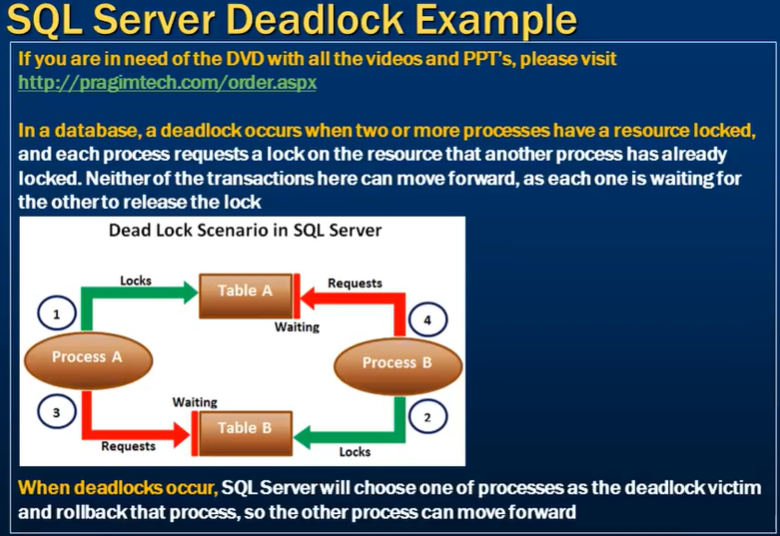 SQL Server Deadlock Example
If you are in need of the DVD with all the videos and PPT's, please visit
http://pragimtech.com/order.aspx
In a database, a deadlock occurs when two or more processes have a resource locked,
and each process requests a lock on the resource that another process has already
locked. Neither of the transactions here can move forward, as each one is waiting for
the other to release the lock
Dead Lock Scenario in SQL Server
Locks
Table A
Requests
1
Waiting
4
Process A
Process B
3
Waiting
2
Table B
Requests
Locks
When deadlocks occur, SQL Server will choose one of processes as the deadlock victim
and rollback that process, so the other process can move forward